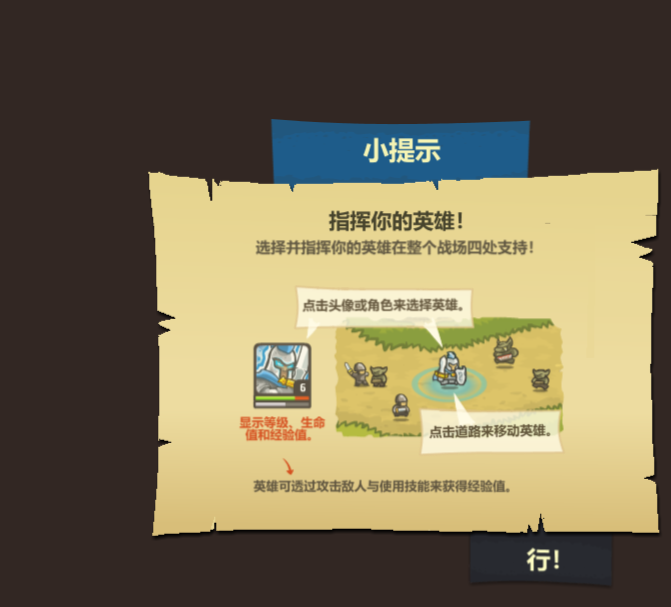 小提示
指挥你的英雄!
选择并指挥你的英雄在整个战场四处支持!
点击头像或角色来选择英雄。
6
显示等级、生命
值和经验值。
点击道路来移动英雄。
英雄可透过攻击敌人与使用技能来获得经验值。
行!